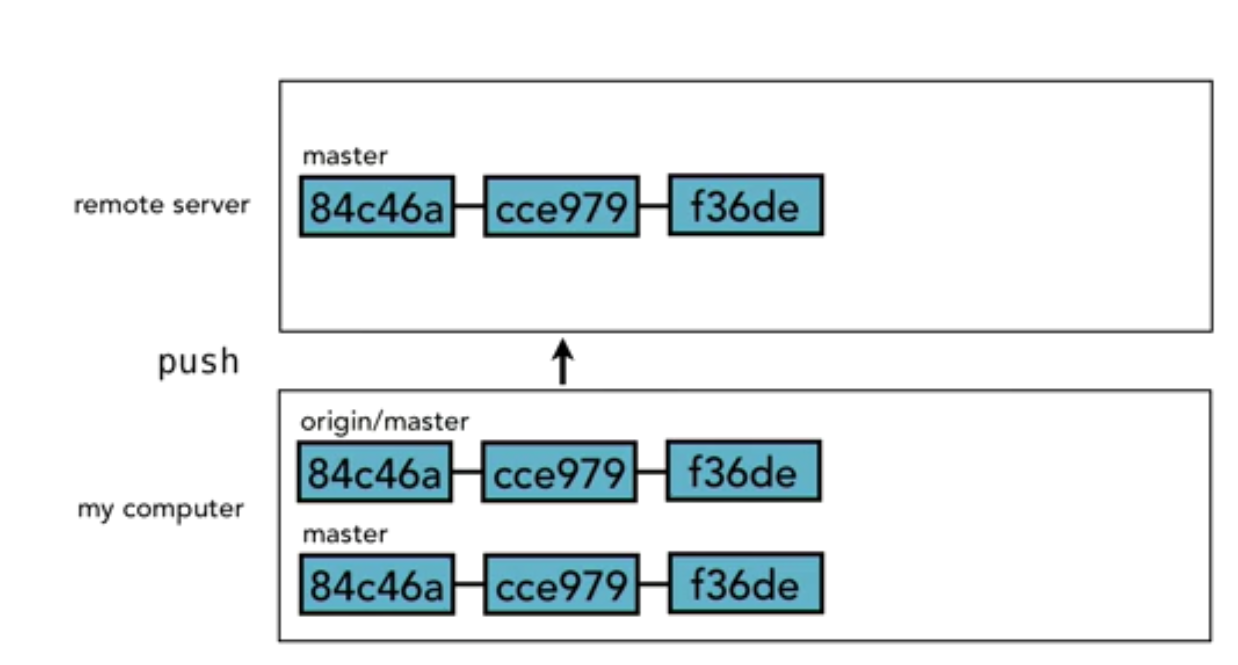 master
remote server
84c46a cce979 f36de
push
origin/master
84c46a cce979 f36de
my computer
master
84c46a cce979 f36de